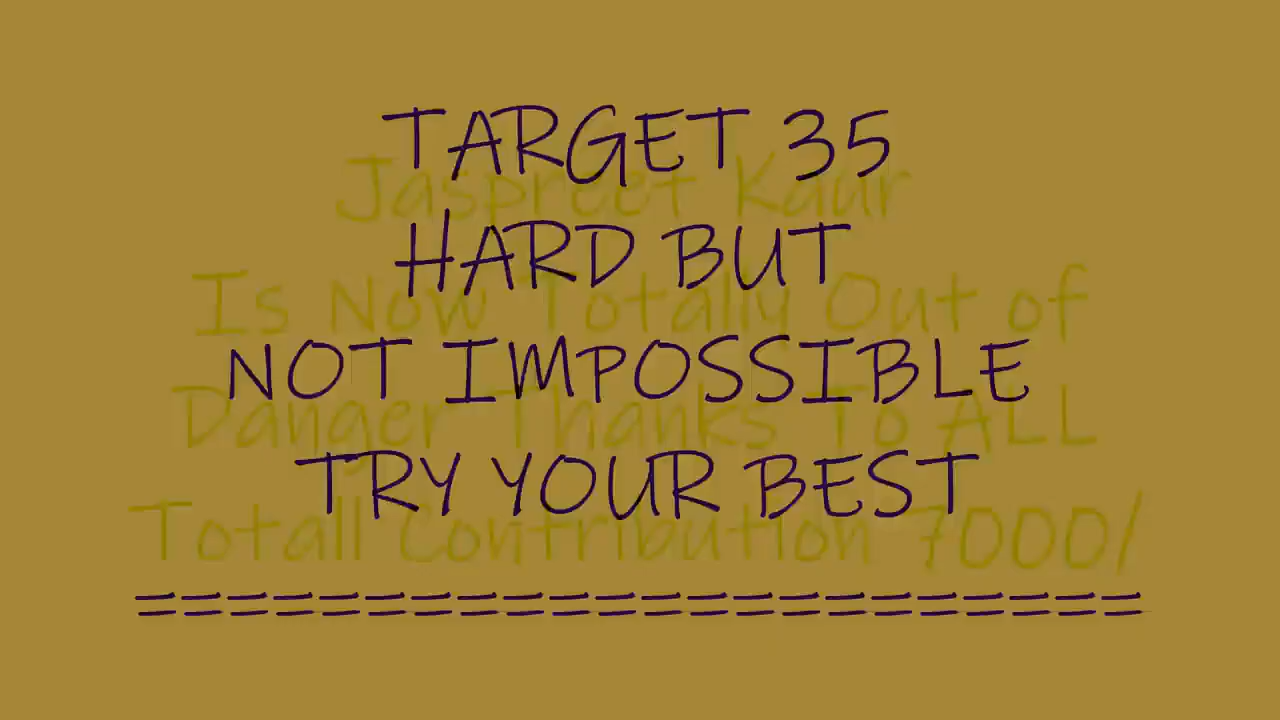 TARGET 35
Jaspreet Kaur
HARD BUT
Is Now Totally Out of
NOT IMPOSSIBLE
Danger Thanks To ALL
TRY YOUR BEST
Totall Contribution 7000/
======================